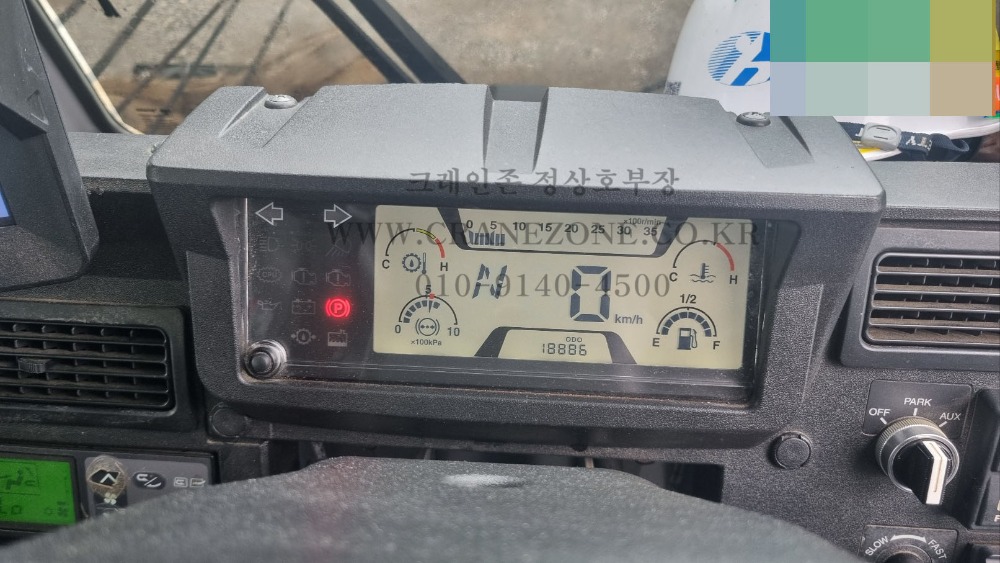 크레인존 정상호부장
WWW.CRANEZONE.CO.KR
010-9140-4500
0 5 10 15 20 25 30 35
x100r/min
C H
N
0
km/h
C H
0 5 10
x100kPa
1/2
E F
ODO
18886
P
CPU
TY
OFF PARK AUX
SLOW FAST